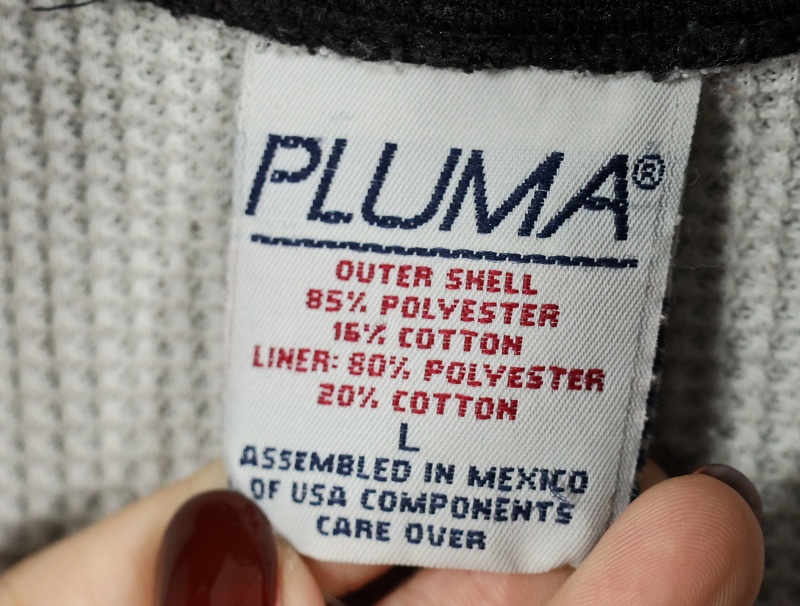 PLUMA®
OUTER SHELL
85% POLYESTER
16% COTTON
LINER: 80% POLYESTER
20% COTTON
L
ASSEMBLED IN MEXICO
OF USA COMPONENTS
CARE OVER